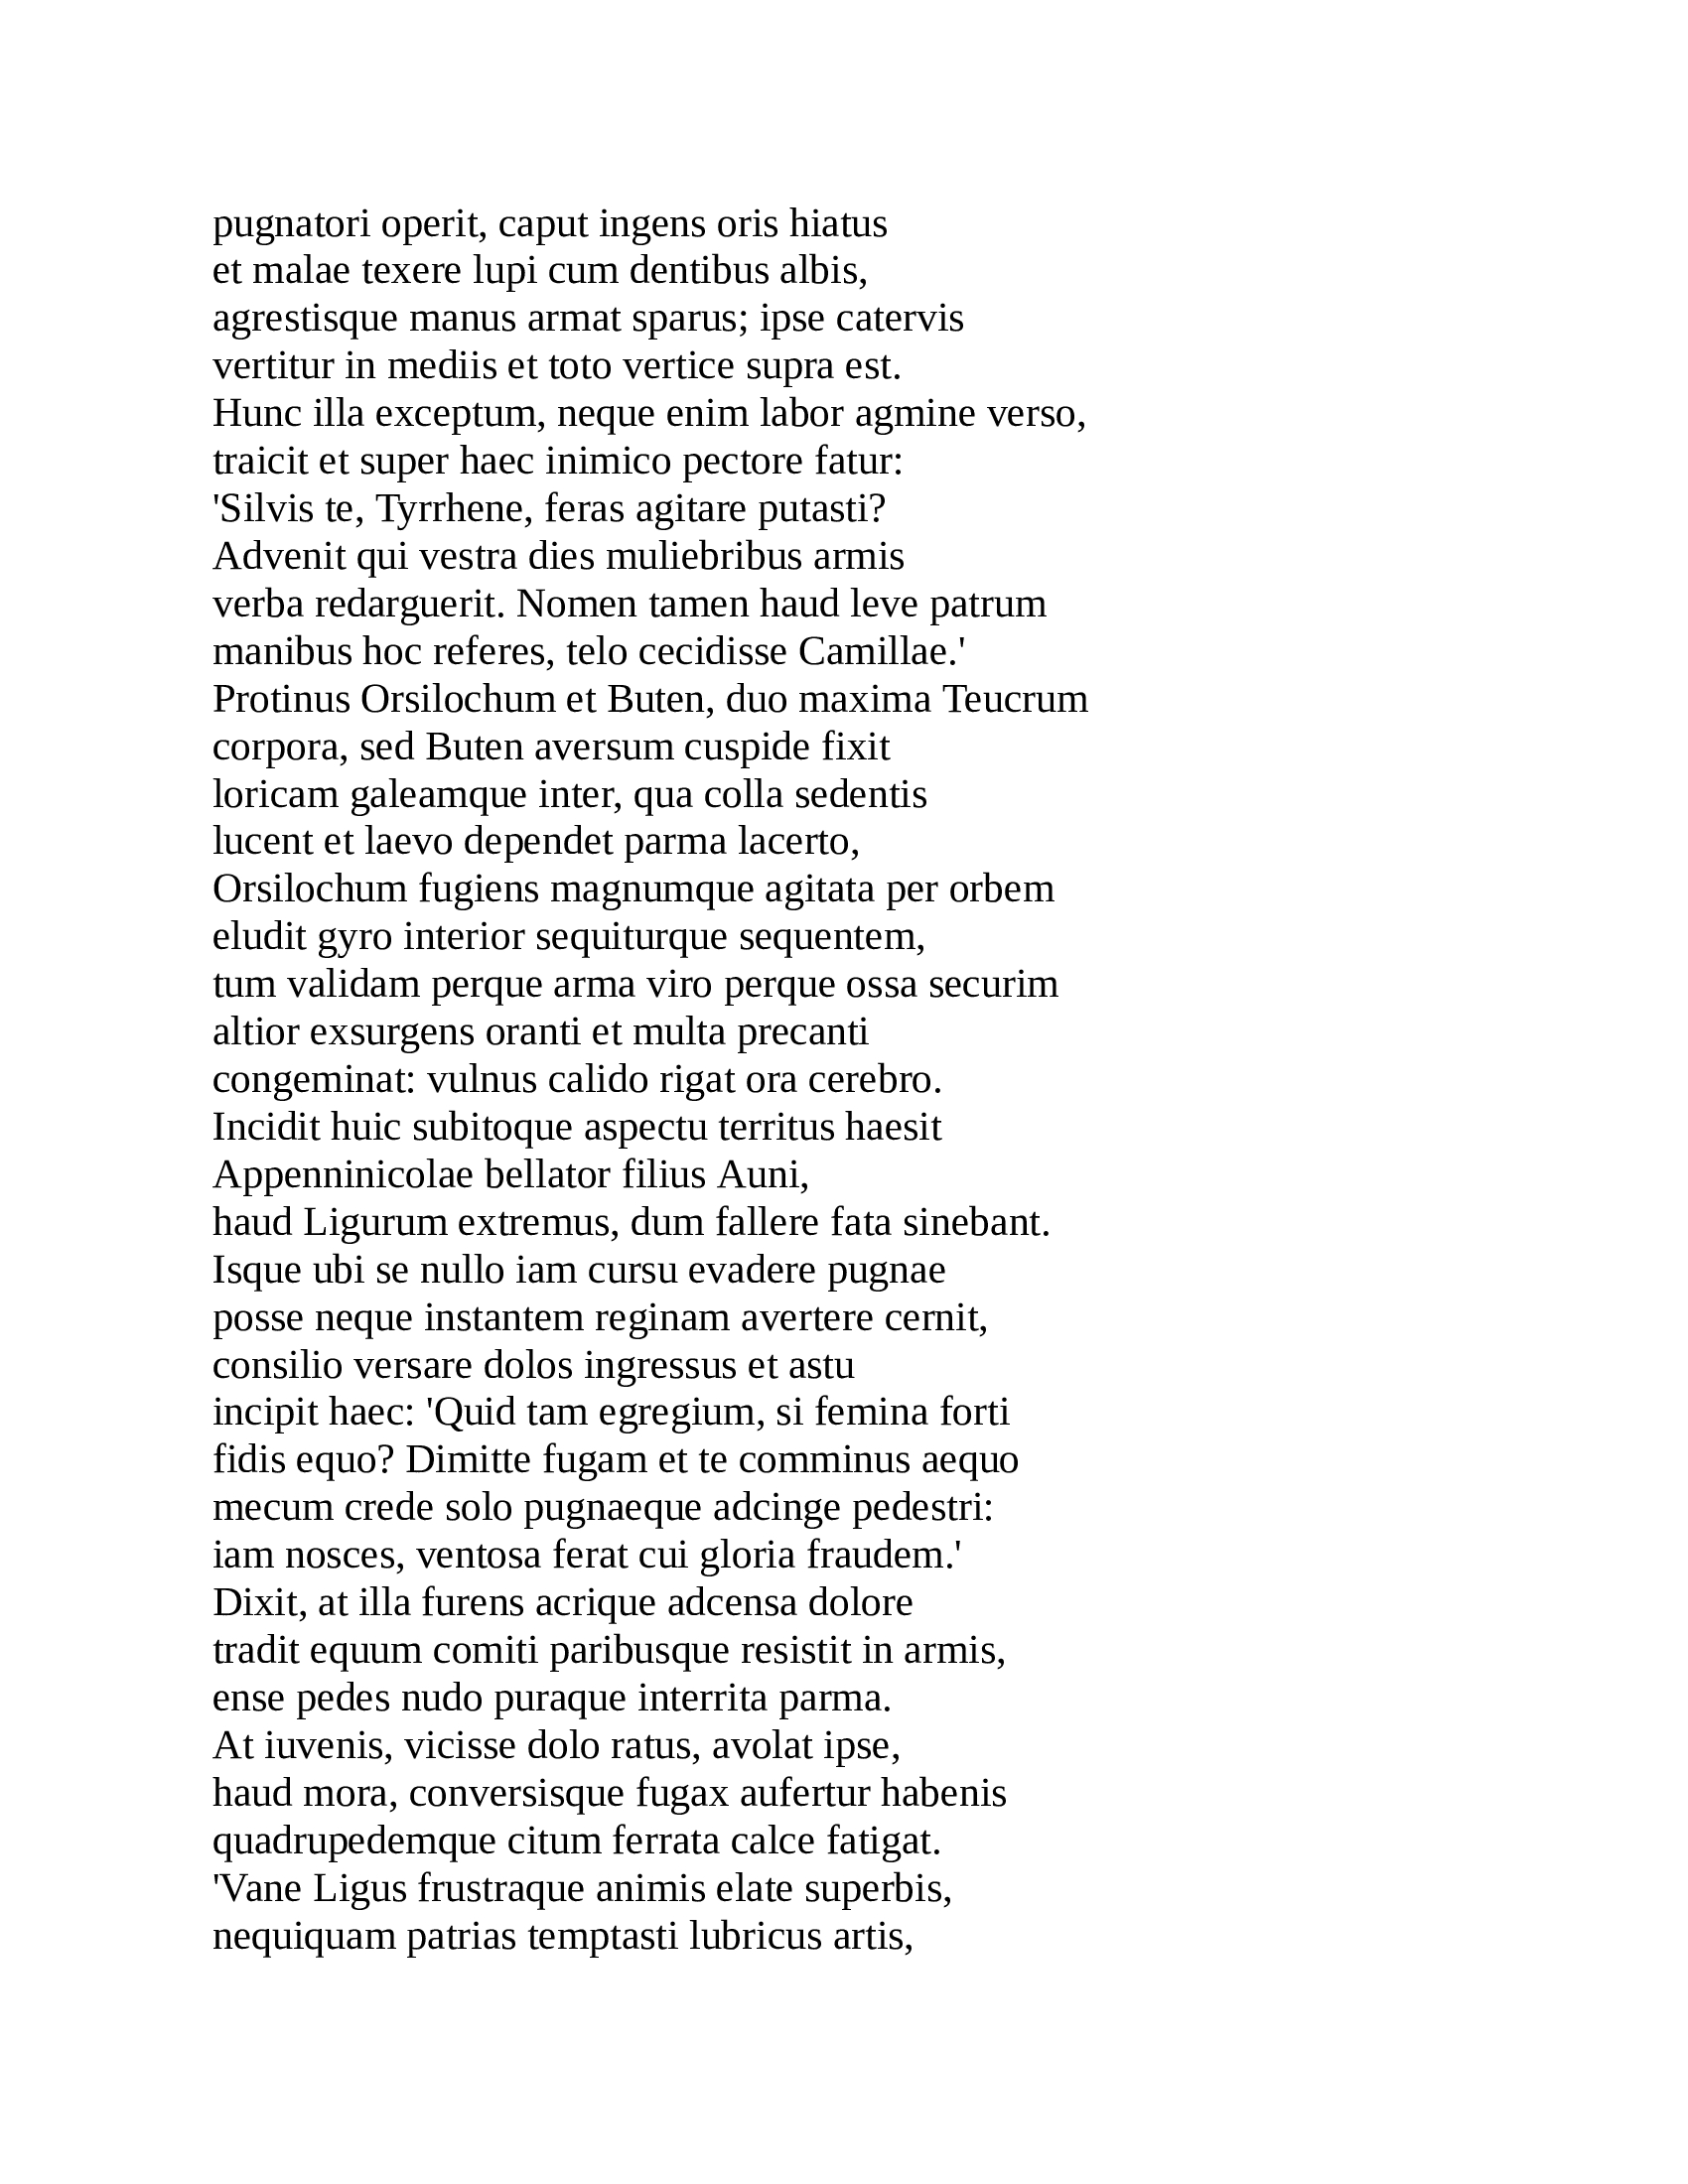 pugnatori operit, caput ingens oris hiatus
et malae texere lupi cum dentibus albis,
agrestisque manus armat sparus; ipse catervis
vertitur in mediis et toto vertice supra est.
Hunc illa exceptum, neque enim labor agmine verso,
traicit et super haec inimico pectore fatur:
'Silvis te, Tyrrhene, feras agitare putasti?
Advenit qui vestra dies muliebribus armis
verba redarguerit. Nomen tamen haud leve patrum
manibus hoc referes, telo cecidisse Camillae.'
Protinus Orsilochum et Buten, duo maxima Teucrum
corpora, sed Buten aversum cuspide fixit
loricam galeamque inter, qua colla sedentis
lucent et laevo dependet parma lacerto,
Orsilochum fugiens magnumque agitata per orbem
eludit gyro interior sequiturque sequentem,
tum validam perque arma viro perque ossa securim
altior exsurgens oranti et multa precanti
congeminat: vulnus calido rigat ora cerebro.
Incidit huic subitoque aspectu territus haesit
Appenninicolae bellator filius Auni,
haud Ligurum extremus, dum fallere fata sinebant.
Isque ubi se nullo iam cursu evadere pugnae
posse neque instantem reginam avertere cernit,
consilio versare dolos ingressus et astu
incipit haec: 'Quid tam egregium, si femina forti
fidis equo? Dimitte fugam et te comminus aequo
mecum crede solo pugnaeque adcinge pedestri:
iam nosces, ventosa ferat cui gloria fraudem.'
Dixit, at illa furens acrique adcensa dolore
tradit equum comiti paribusque resistit in armis,
ense pedes nudo puraque interrita parma.
At iuvenis, vicisse dolo ratus, avolat ipse,
haud mora, conversisque fugax aufertur habenis
quadrupedemque citum ferrata calce fatigat.
'Vane Ligus frustraque animis elate superbis,
nequiquam patrias temptasti lubricus artis,